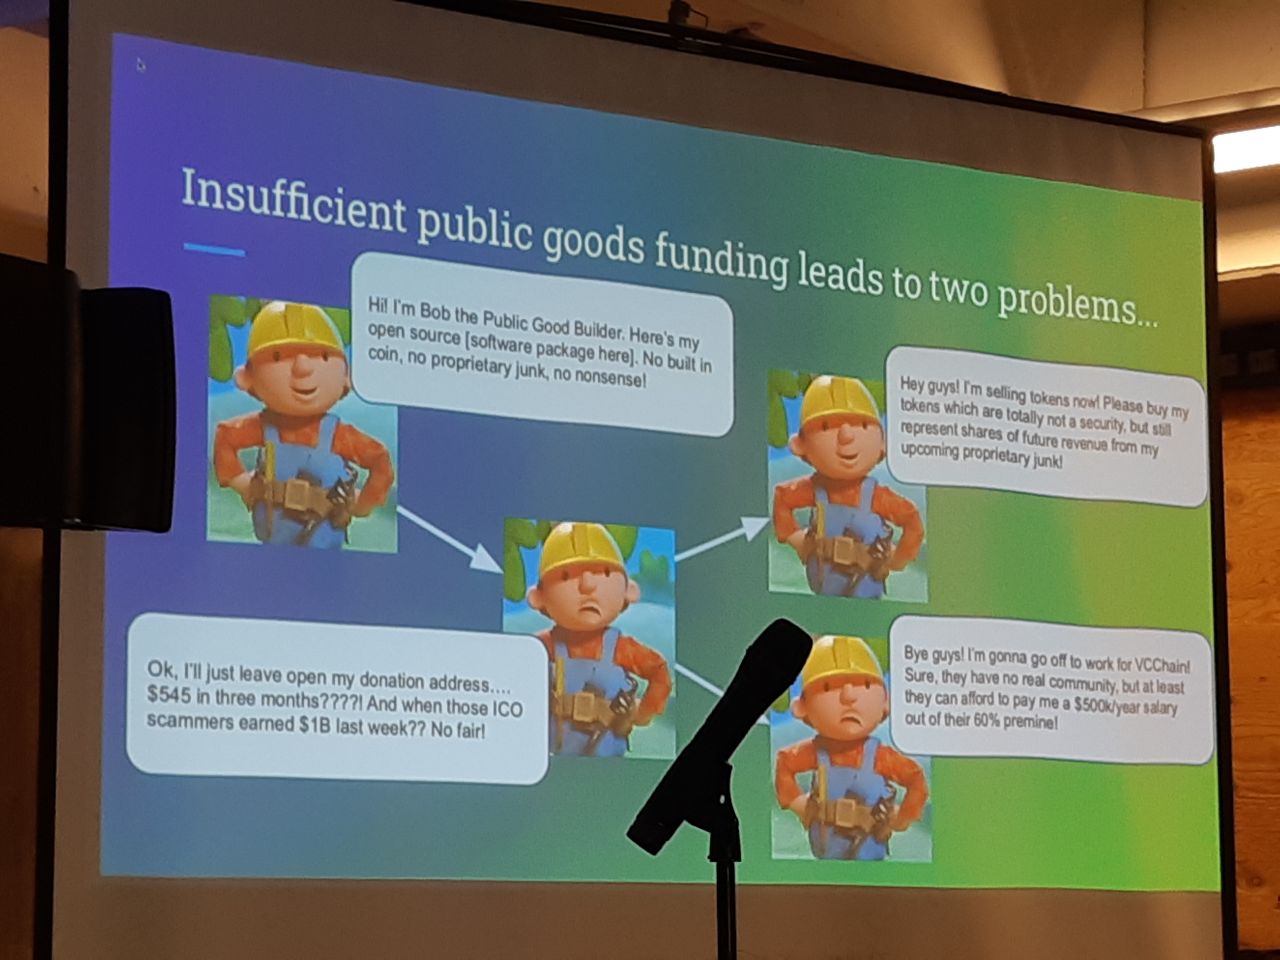 Insufficient public goods funding leads to two problems...
Hi! I'm Bob the Public Good Builder. Here's my
open source [software package here]. No built in
coin, no proprietary junk, no nonsense!
Ok, I'll just leave open my donation address....
$545 in three months????! And when those ICO
scammers earned $1B last week?? No fair!
Hey guys! I'm selling tokens now! Please buy my
tokens which are totally not a security, but still
represent shares of future revenue from my
upcoming proprietary junk!
Bye guys! I'm gonna go off to work for VCChain!
Sure, they have no real community, but at least
they can afford to pay me a $500k/year salary
out of their 60% premine!